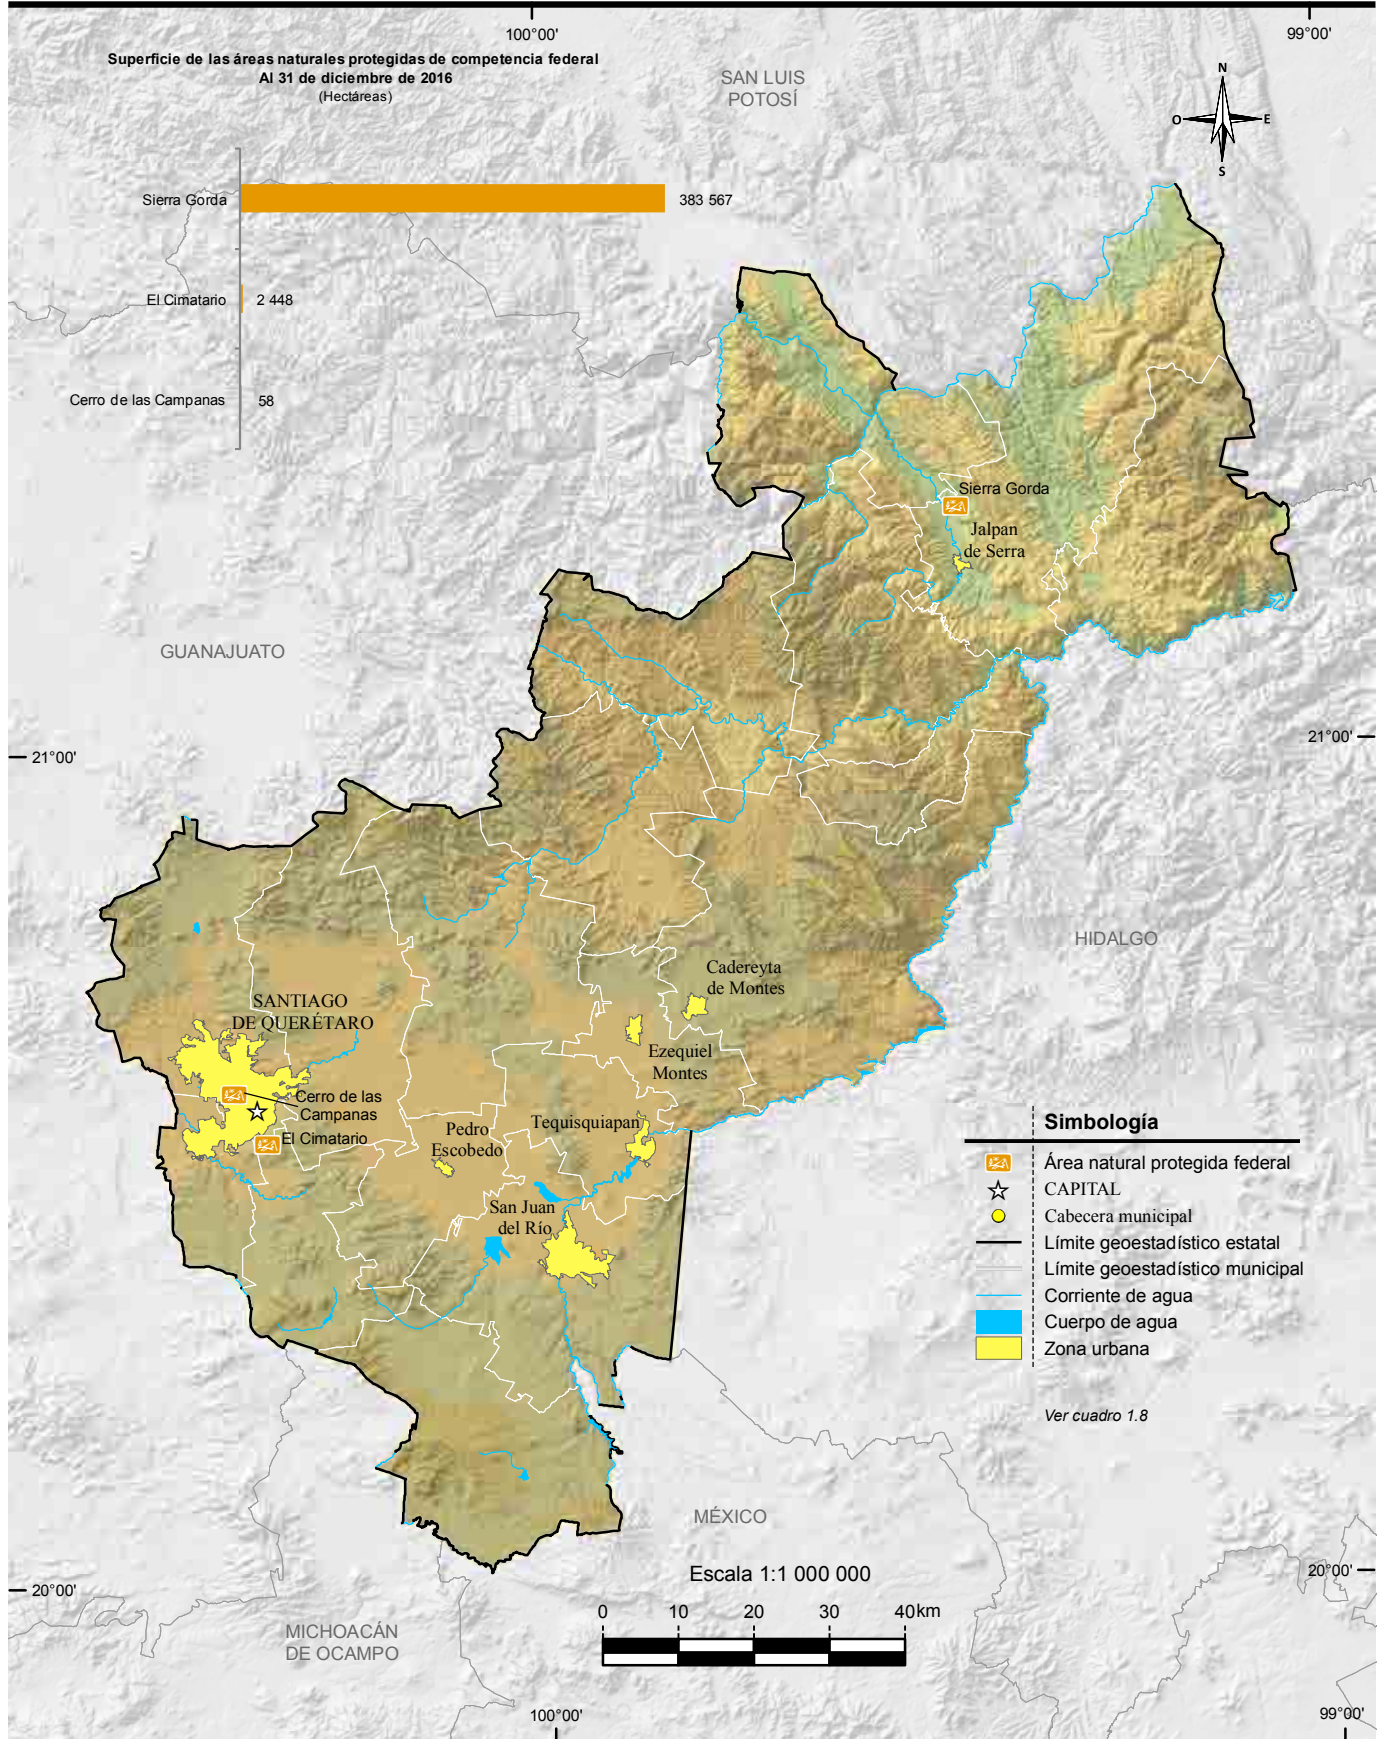 100°00'
99°00'
Superficie de las áreas naturales protegidas de competencia federal
Al 31 de diciembre de 2016
(Hectáreas)
Sierra Gorda
383 567
El Cimatario
2 448
Cerro de las Campanas
58
SAN LUIS
POTOSÍ
N
O
E
S
Sierra Gorda
Jalpan
de Serra
GUANAJUATO
21°00'
21°00'
HIDALGO
Cadereyta
de Montes
SANTIAGO
DE QUERÉTARO
Ezequiel
Montes
Cerro de las
Campanas
El Cimatario
Pedro
Escobedo
Tequisquiapan
San Juan
del Río
Simbología
Área natural protegida federal
CAPITAL
Cabecera municipal
Límite geoestadístico estatal
Límite geoestadístico municipal
Corriente de agua
Cuerpo de agua
Zona urbana
Ver cuadro 1.8
MÉXICO
Escala 1:1 000 000
0 10 20 30 40km
20°00'
20°00'
MICHOACÁN
DE OCAMPO
100°00'
99°00'